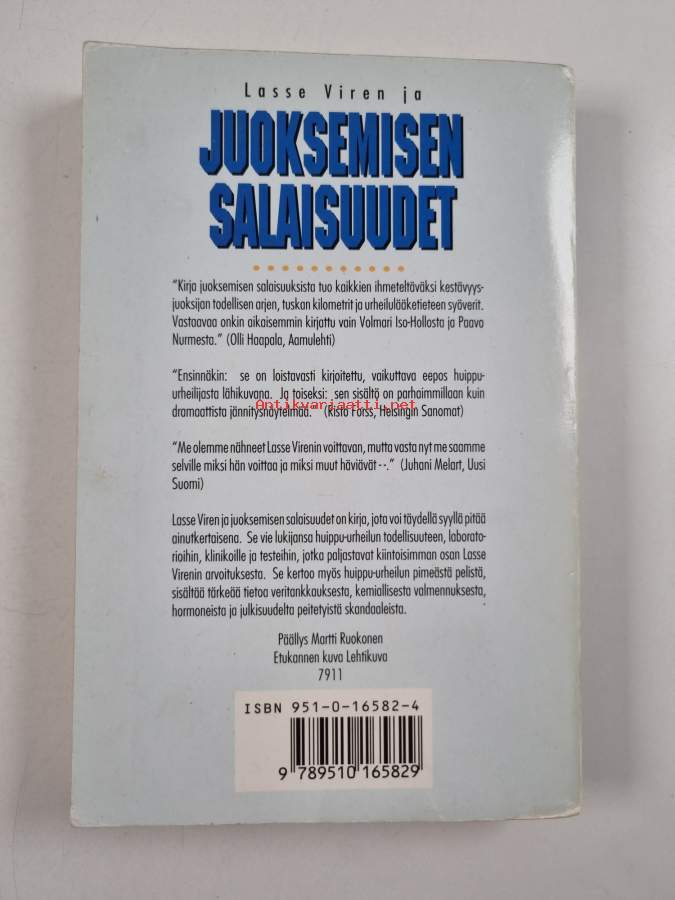 Lasse Viren ja
JUOKSEMISEN
SALAISUUDET
"Kirja juoksemisen salaisuuksista tuo kaikkien ihmeteltäväksi kestävyys-
juoksijan todellisen arjen, tuskan kilometrit ja urheilulääketieteen syöverit.
Vastaavaa onkin aikaisemmin kirjattu vain Volmari Iso-Hollosta ja Paavo
Nurmesta." (Olli Haapala, Aamulehti)
"Ensinnäkin: se on loistavasti kirjoitettu, vaikuttava eepos huippu-
urheilijasta lähikuvana. Ja toiseksi: sen sisältö on parhaimmillaan kuin
dramaattista jännitysnäytelmää." (Risto Forss, Helsingin Sanomat)
Antikvariaatti.net
"Me olemme nähneet Lasse Virenin voittavan, mutta vasta nyt me saamme
selville miksi hän voittaa ja miksi muut häviävät --." (Juhani Melart, Uusi
Suomi)
Lasse Viren ja juoksemisen salaisuudet on kirja, jota voi täydellä syyllä pitää
ainutkertaisena. Se vie lukijansa huippu-urheilun todellisuuteen, laborato-
rioihin, klinikoille ja testeihin, jotka paljastavat kiintoisimman osan Lasse
Virenin arvoituksesta. Se kertoo myös huippu-urheilun pimeästä pelistä,
sisältää tärkeää tietoa veritankkauksesta, kemiallisesta valmennuksesta,
hormoneista ja julkisuudelta peitetyistä skandaaleista.
Päällys Martti Ruokonen
Etukannen kuva Lehtikuva
7911
ISBN 951-0-16582-4
9 789510 165829